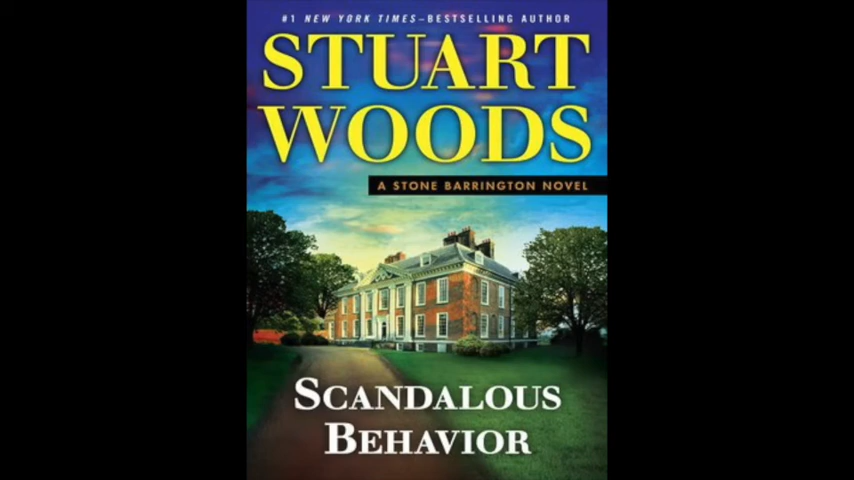 #1 NEW YORK TIMES–BESTSELLING AUTHOR
STUART
WOODS
A STONE BARRINGTON NOVEL
SCANDALOUS
BEHAVIOR